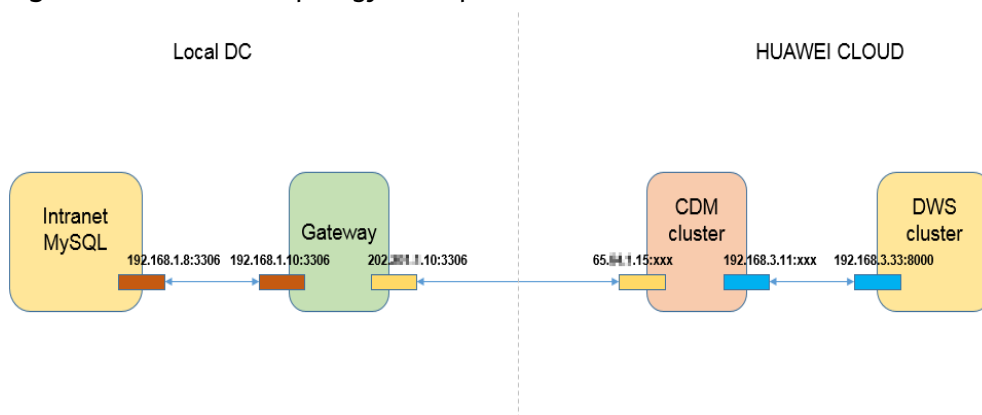 Local DC
HUAWEI CLOUD
Intranet
MySQL
Gateway
CDM
cluster
DWS
cluster
192.168.1.8:3306
192.168.1.10:3306
192.168.3.11:xxx
192.168.3.33:8000